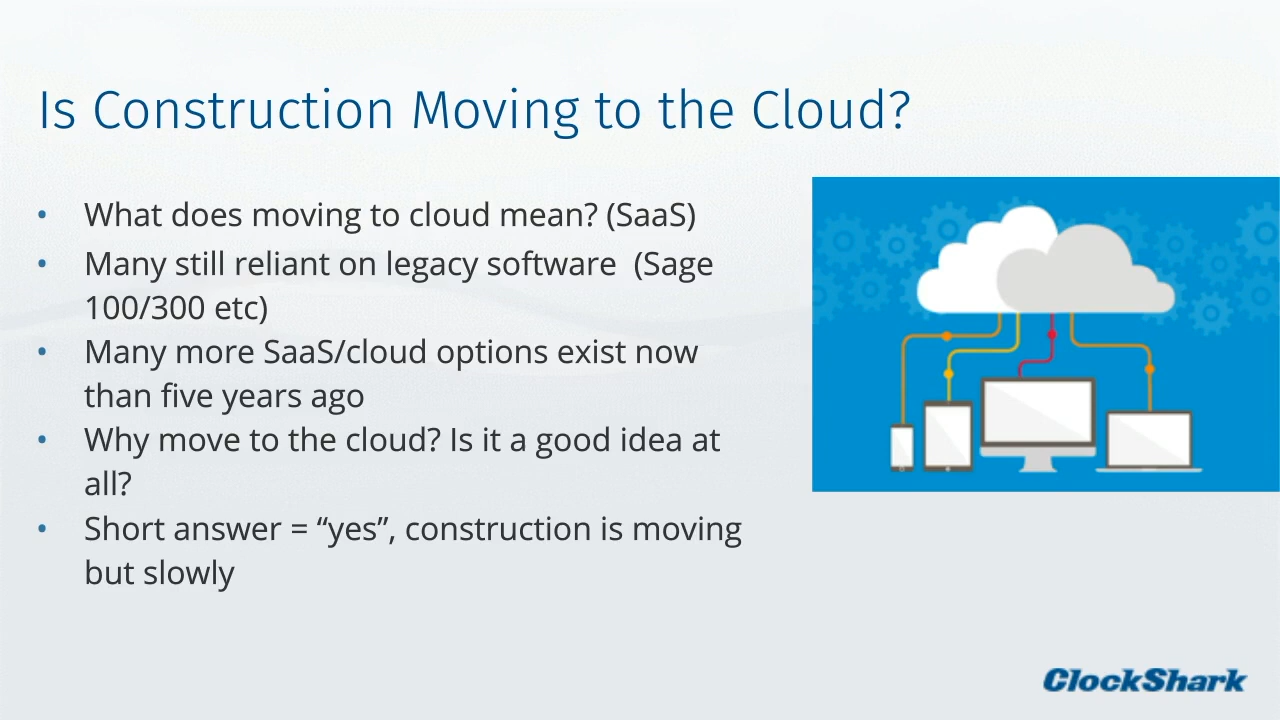 Is Construction Moving to the Cloud?
• What does moving to cloud mean? (SaaS)
• Many still reliant on legacy software  (Sage
100/300 etc)
• Many more SaaS/cloud options exist now
than five years ago
• Why move to the cloud? Is it a good idea at
all?
• Short answer = “yes”, construction is moving
but slowly
ClockShark